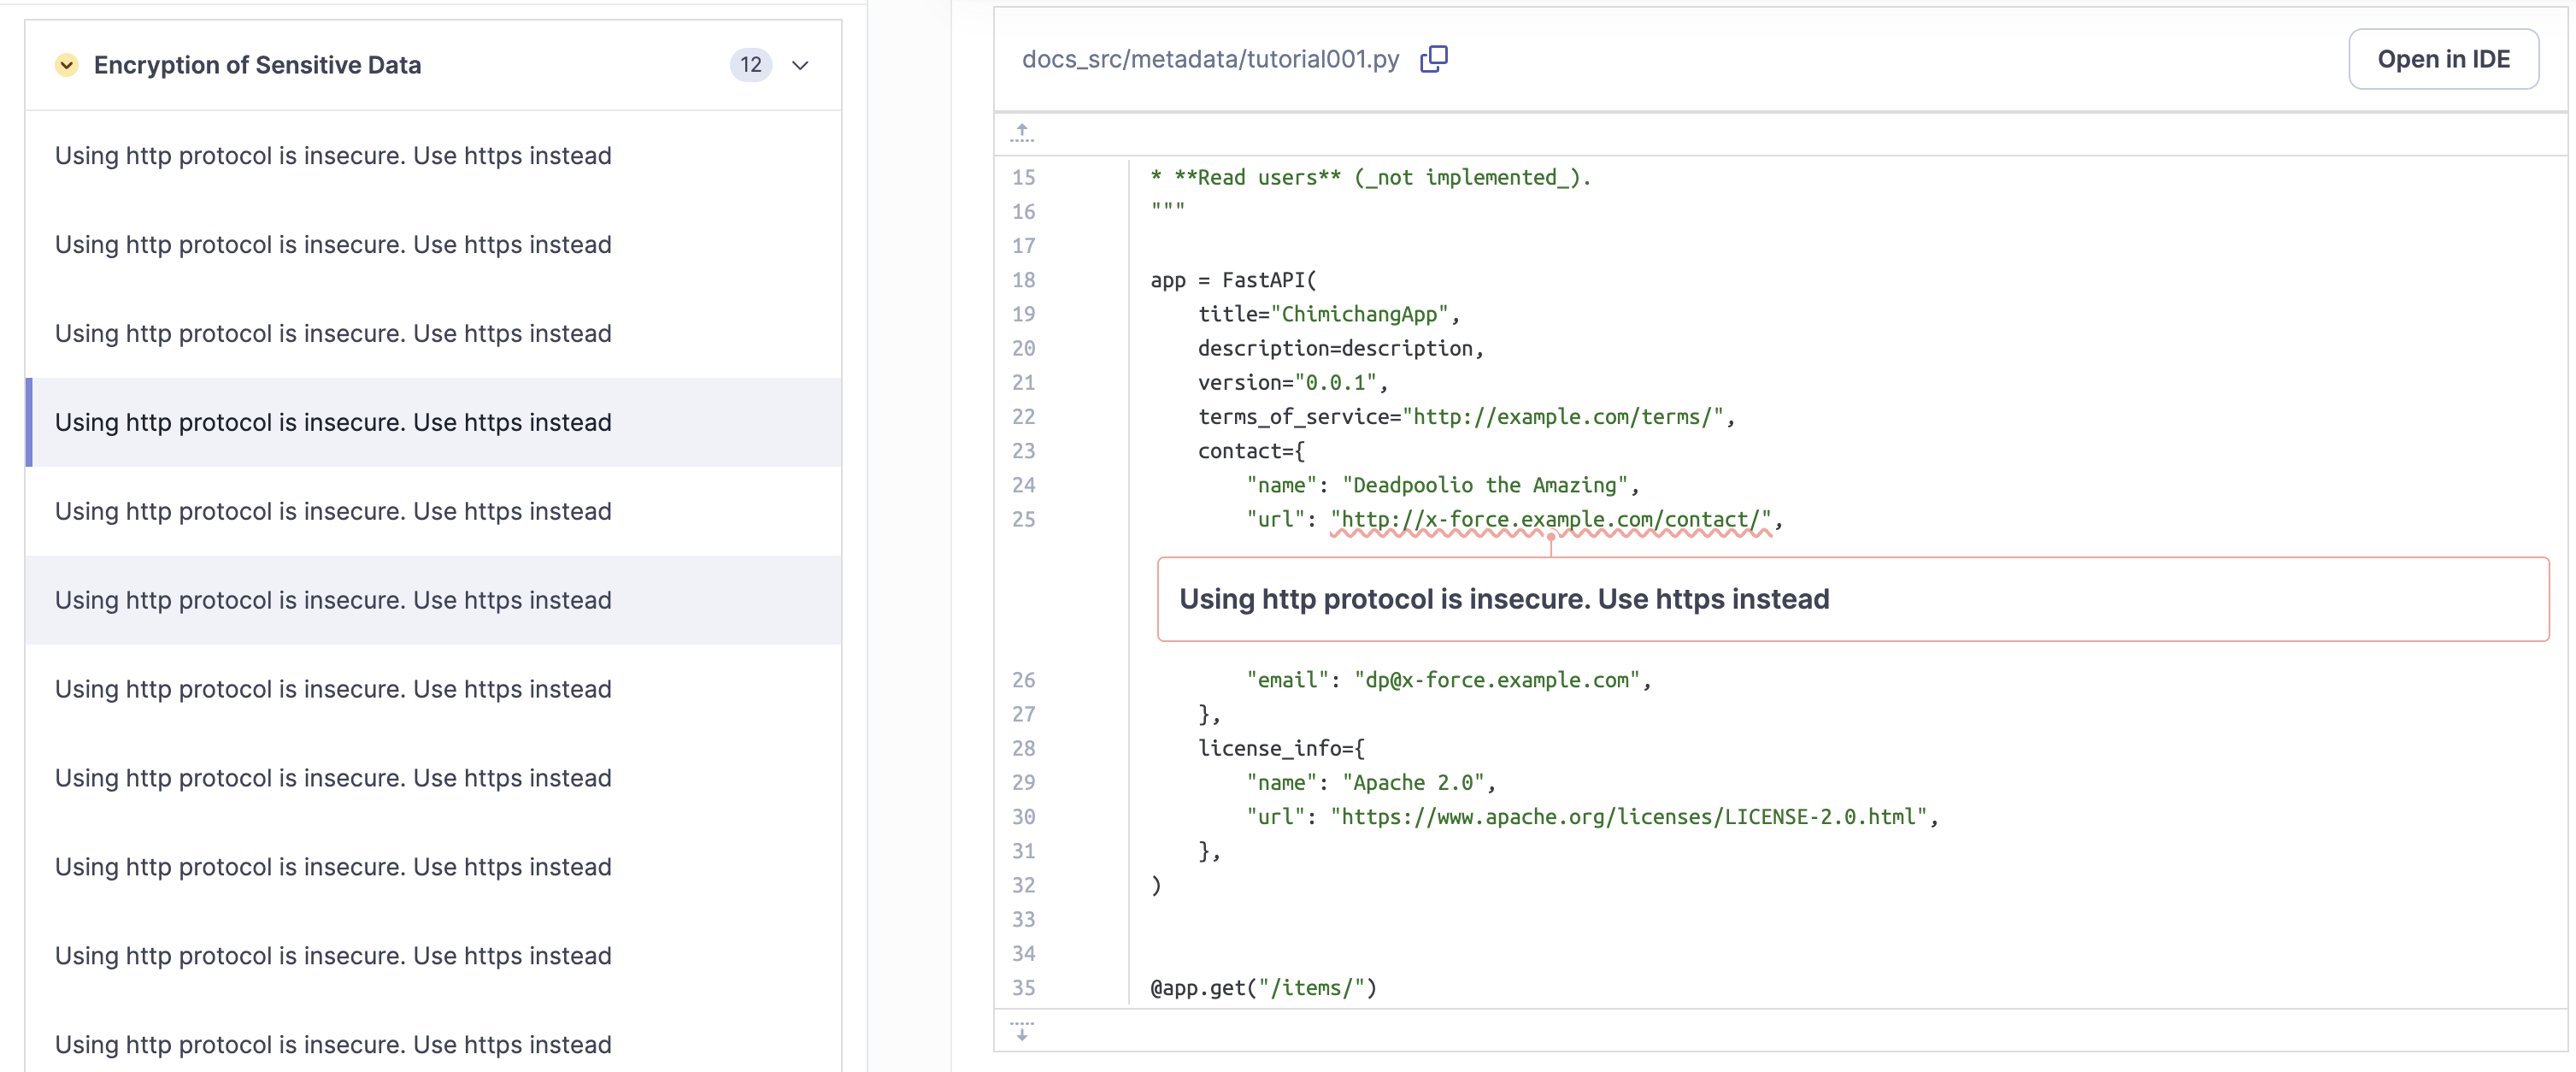 Encryption of Sensitive Data
12
Using http protocol is insecure. Use https instead
Using http protocol is insecure. Use https instead
Using http protocol is insecure. Use https instead
Using http protocol is insecure. Use https instead
Using http protocol is insecure. Use https instead
Using http protocol is insecure. Use https instead
Using http protocol is insecure. Use https instead
Using http protocol is insecure. Use https instead
Using http protocol is insecure. Use https instead
Using http protocol is insecure. Use https instead
Using http protocol is insecure. Use https instead
docs_src/metadata/tutorial001.py
Open in IDE
15 * **Read users** (_not implemented_).
16 """
17
18 app = FastAPI(
19     title="ChimichangApp",
20     description=description,
21     version="0.0.1",
22     terms_of_service="http://example.com/terms/",
23     contact={
24         "name": "Deadpoolio the Amazing",
25         "url": "http://x-force.example.com/contact/",
Using http protocol is insecure. Use https instead
26         "email": "dp@x-force.example.com",
27     },
28     license_info={
29         "name": "Apache 2.0",
30         "url": "https://www.apache.org/licenses/LICENSE-2.0.html",
31     },
32 )
33
34
35 @app.get("/items/")